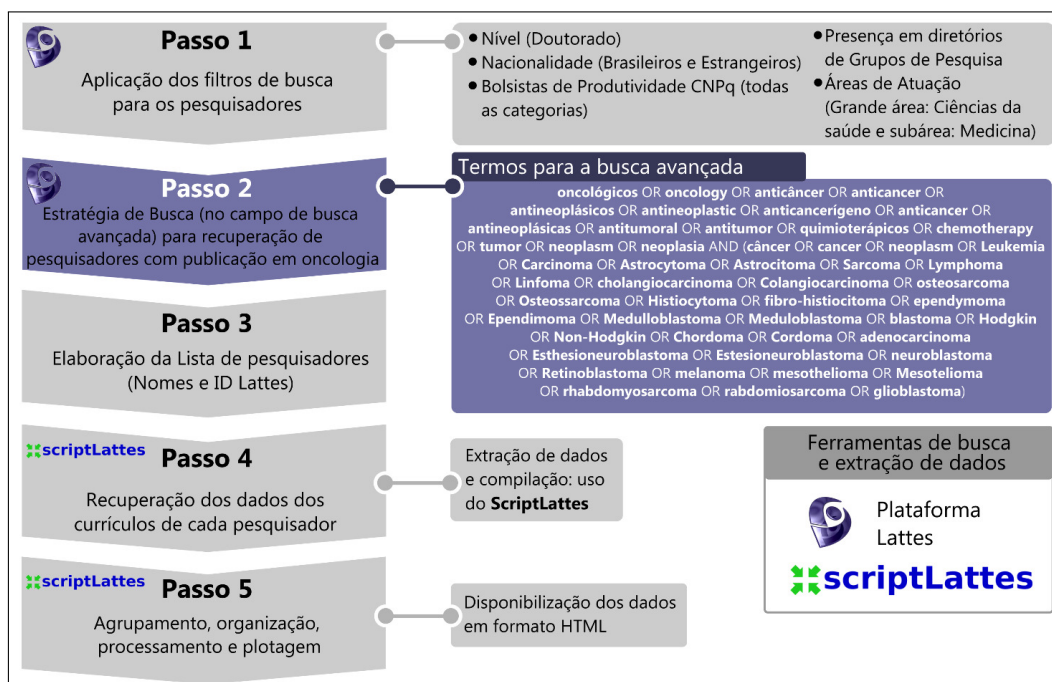 Passo 1
Aplicação dos filtros de busca
para os pesquisadores
● Nível (Doutorado)
● Nacionalidade (Brasileiros e Estrangeiros)
● Bolsistas de Produtividade CNPq (todas
as categorias)
● Presença em diretórios
de Grupos de Pesquisa
● Áreas de Atuação
(Grande área: Ciências da
saúde e subárea: Medicina)
Passo 2
Estratégia de Busca (no campo de busca
avançada) para recuperação de
pesquisadores com publicação em oncologia
Termos para a busca avançada
oncológicos OR oncology OR anticâncer OR anticancer OR
antineoplásicos OR antineoplastic OR anticancerígeno OR anticancer OR
antineoplásicas OR antitumoral OR antitumor OR quimioterápicos OR chemotherapy
OR tumor OR neoplasm OR neoplasia AND (câncer OR cancer OR neoplasm OR Leukemia
OR Carcinoma OR Astrocytoma OR Astrocitoma OR Sarcoma OR Lymphoma
OR Linfoma OR cholangiocarcinoma OR Colangiocarcinoma OR osteosarcoma
OR Osteossarcoma OR Histiocytoma OR fibro-histiocitoma OR ependymoma
OR Ependimoma OR Medulloblastoma OR Meduloblastoma OR blastoma OR Hodgkin
OR Non-Hodgkin OR Chordoma OR Cordoma OR adenocarcinoma
OR Esthesioneuroblastoma OR Estesioneuroblastoma OR neuroblastoma
OR Retinoblastoma OR melanoma OR mesothelioma OR Mesotelioma
OR rhabdomyosarcoma OR rabdomiosarcoma OR glioblastoma)
Passo 3
Elaboração da Lista de pesquisadores
(Nomes e ID Lattes)
scriptLattes
Passo 4
Recuperação dos dados dos
currículos de cada pesquisador
Extração de dados
e compilação: uso
do ScriptLattes
scriptLattes
Passo 5
Agrupamento, organização,
processamento e plotagem
Disponibilização dos dados
em formato HTML
Ferramentas de busca
e extração de dados
Plataforma
Lattes
scriptLattes